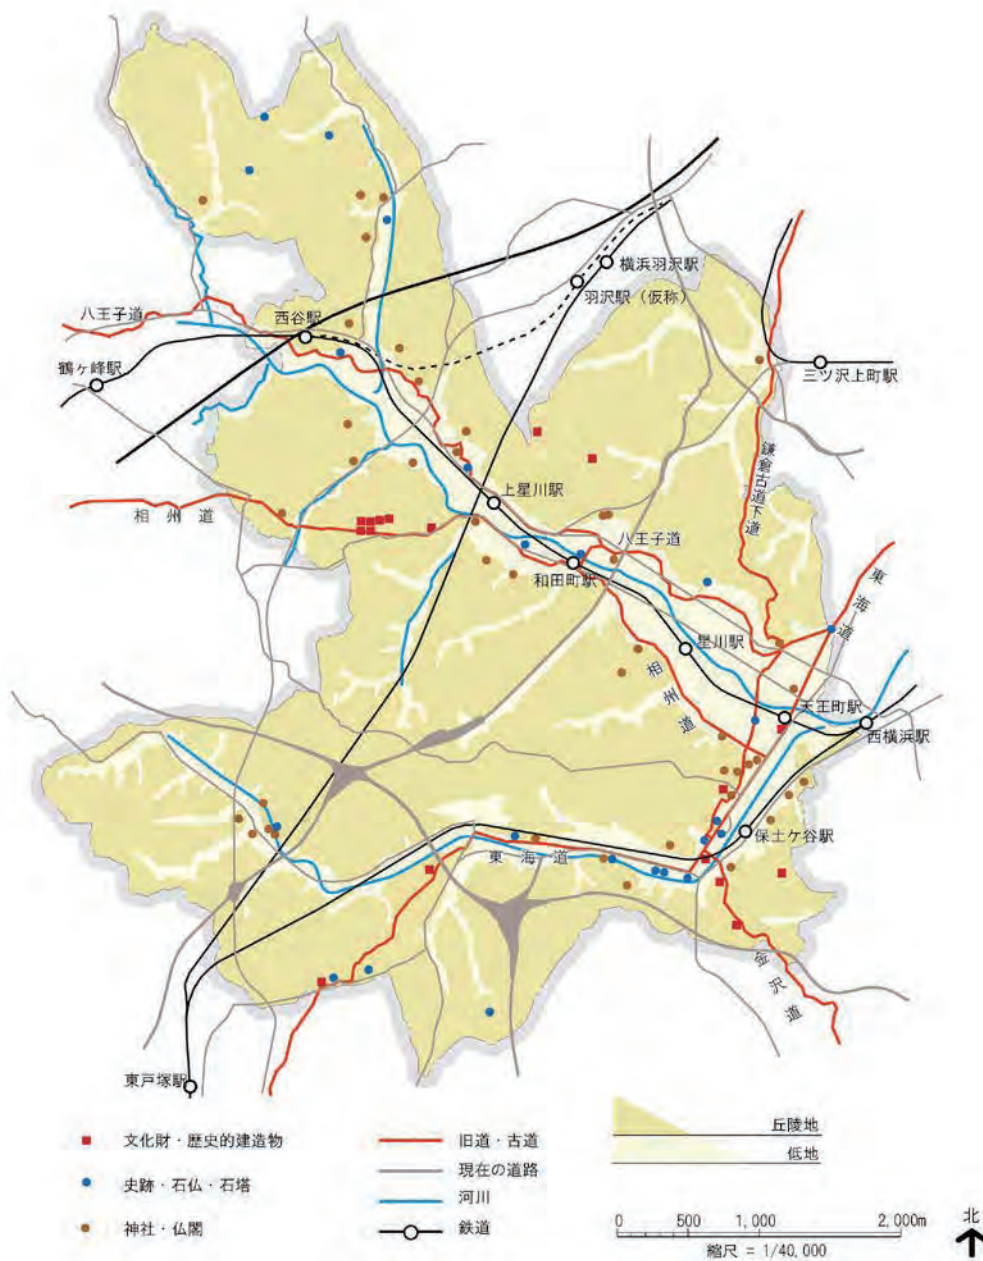 横浜羽沢駅
羽沢駅（仮称）
八王子道
西谷駅
鶴ヶ峰駅
三ツ沢上町駅
鎌倉古道下道
上星川駅
相州道
八王子道
和田町駅
東海道
星川駅
相州道
天王町駅
西横浜駅
保土ケ谷駅
東海道
金沢道
東戸塚駅
文化財・歴史的建造物
史跡・石仏・石塔
神社・仏閣
旧道・古道
現在の道路
河川
鉄道
丘陵地
低地
0 500 1,000 2,000m
縮尺 = 1/40,000
北